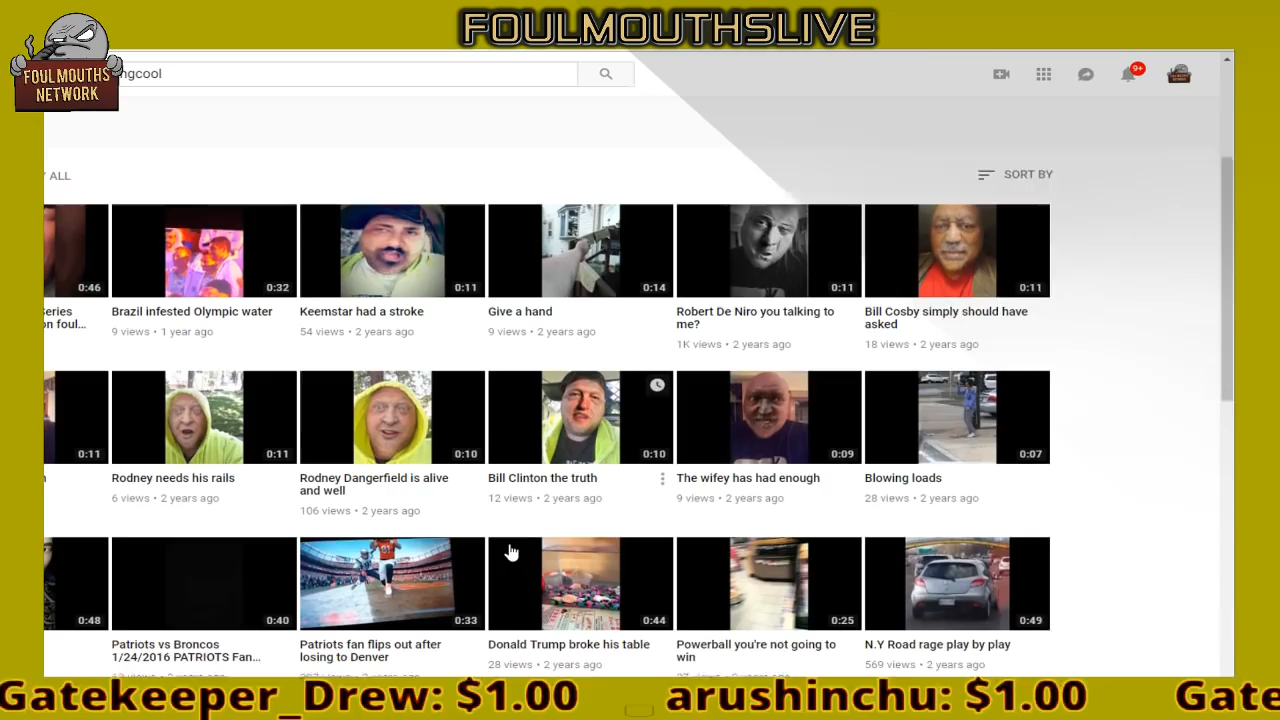 FOULMOUTHSLIVE
FOULMOUTHS
NETWORK
ngcool
9+
ALL
SORT BY
0:46
0:32
0:11
0:14
0:11
0:11
Series
on foul...
Brazil infested Olympic water
9 views • 1 year ago
Keemstar had a stroke
54 views • 2 years ago
Give a hand
9 views • 2 years ago
Robert De Niro you talking to
me?
1K views • 2 years ago
Bill Cosby simply should have
asked
18 views • 2 years ago
0:11
0:11
0:10
0:10
0:09
0:07
Rodney needs his rails
6 views • 2 years ago
Rodney Dangerfield is alive
and well
106 views • 2 years ago
Bill Clinton the truth
12 views • 2 years ago
The wifey has had enough
9 views • 2 years ago
Blowing loads
28 views • 2 years ago
0:48
0:40
0:33
0:44
0:25
0:49
Patriots vs Broncos
1/24/2016 PATRIOTS Fan...
Patriots fan flips out after
losing to Denver
Donald Trump broke his table
28 views • 2 years ago
Powerball you're not going to
win
N.Y Road rage play by play
569 views • 2 years ago
Gatekeeper_Drew: $1.00 arushinchu: $1.00 Gate